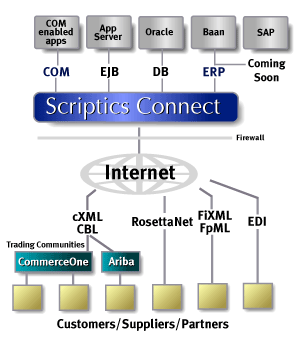 COM
enabled
apps
App
Server
Oracle
Baan
SAP
COM
EJB
DB
ERP
Coming
Soon
Scriptics Connect
Firewall
Internet
cXML
CBL
RosettaNet
FiXML
FpML
EDI
Trading Communities
CommerceOne
Ariba
Customers/Suppliers/Partners